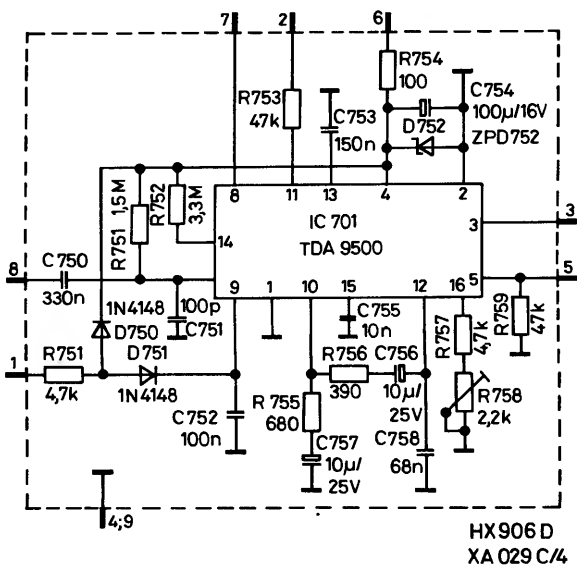 7
2
6
R754
100
C754
100μ/16V
R753
47k
C753
150n
D752
ZPD752
R751 1,5M
R752
3,3M
8
11
13
4
2
IC 701
TDA 9500
3
3
14
C750
8
330n
5
5
9
1
10
15
12
16
1N4148
D750
100p
C751
C755
10n
R757
4,7k
R759
47k
1
R751
4,7k
D751
1N4148
R756
390
C756
10μ/
25V
R758
2,2k
C752
100n
R755
680
C757
10μ/
25V
C758
68n
4;9
HX906D
XA 029 C/4